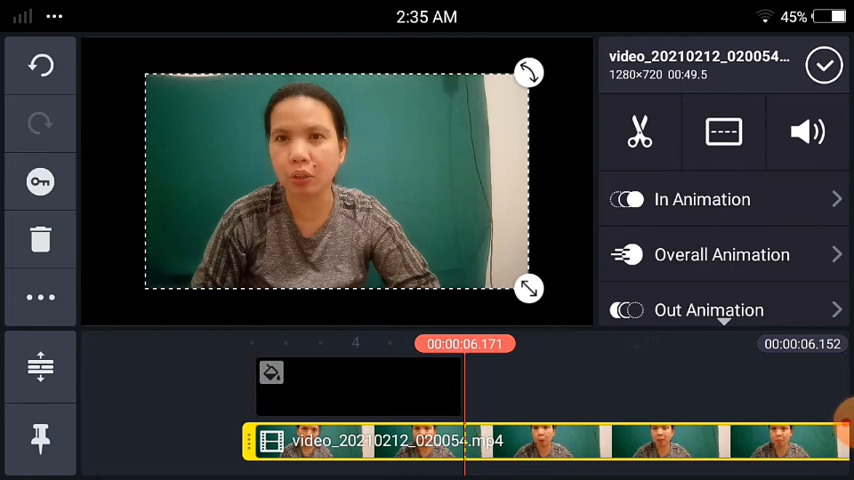 2:35 AM
45%
video_20210212_020054...
1280×720 00:49.5
In Animation
Overall Animation
Out Animation
4
00:00:06.171
00:00:06.152
video_20210212_020054.mp4